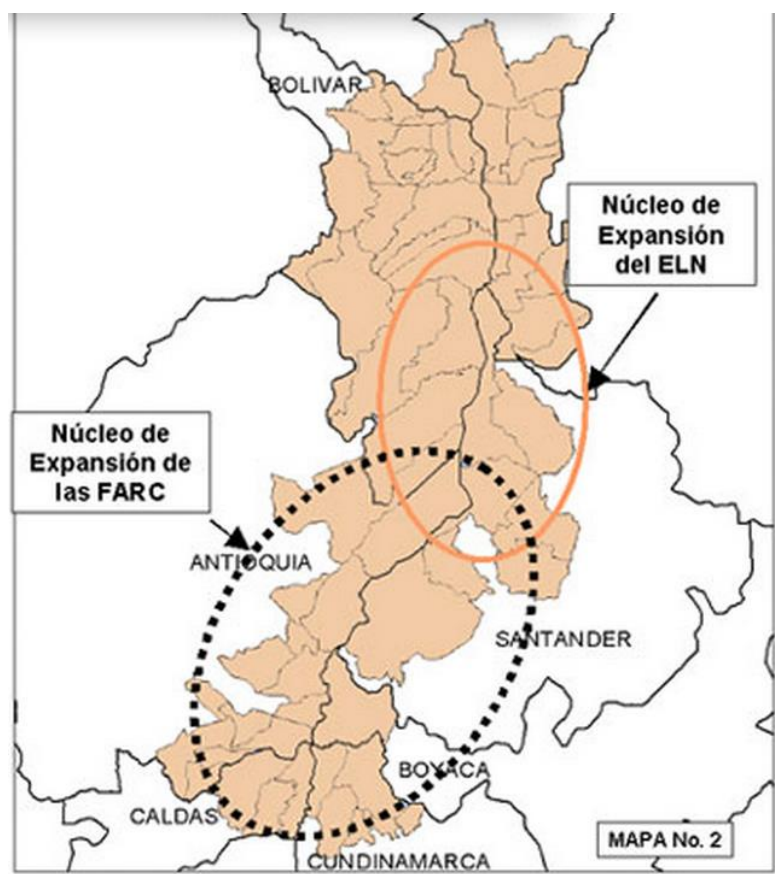 BOLIVAR
Núcleo de
Expansión
del ELN
Núcleo de
Expansión de
las FARC
ANTIOQUIA
SANTANDER
BOYACA
CALDAS
MAPA No. 2
CUNDINAMARCA